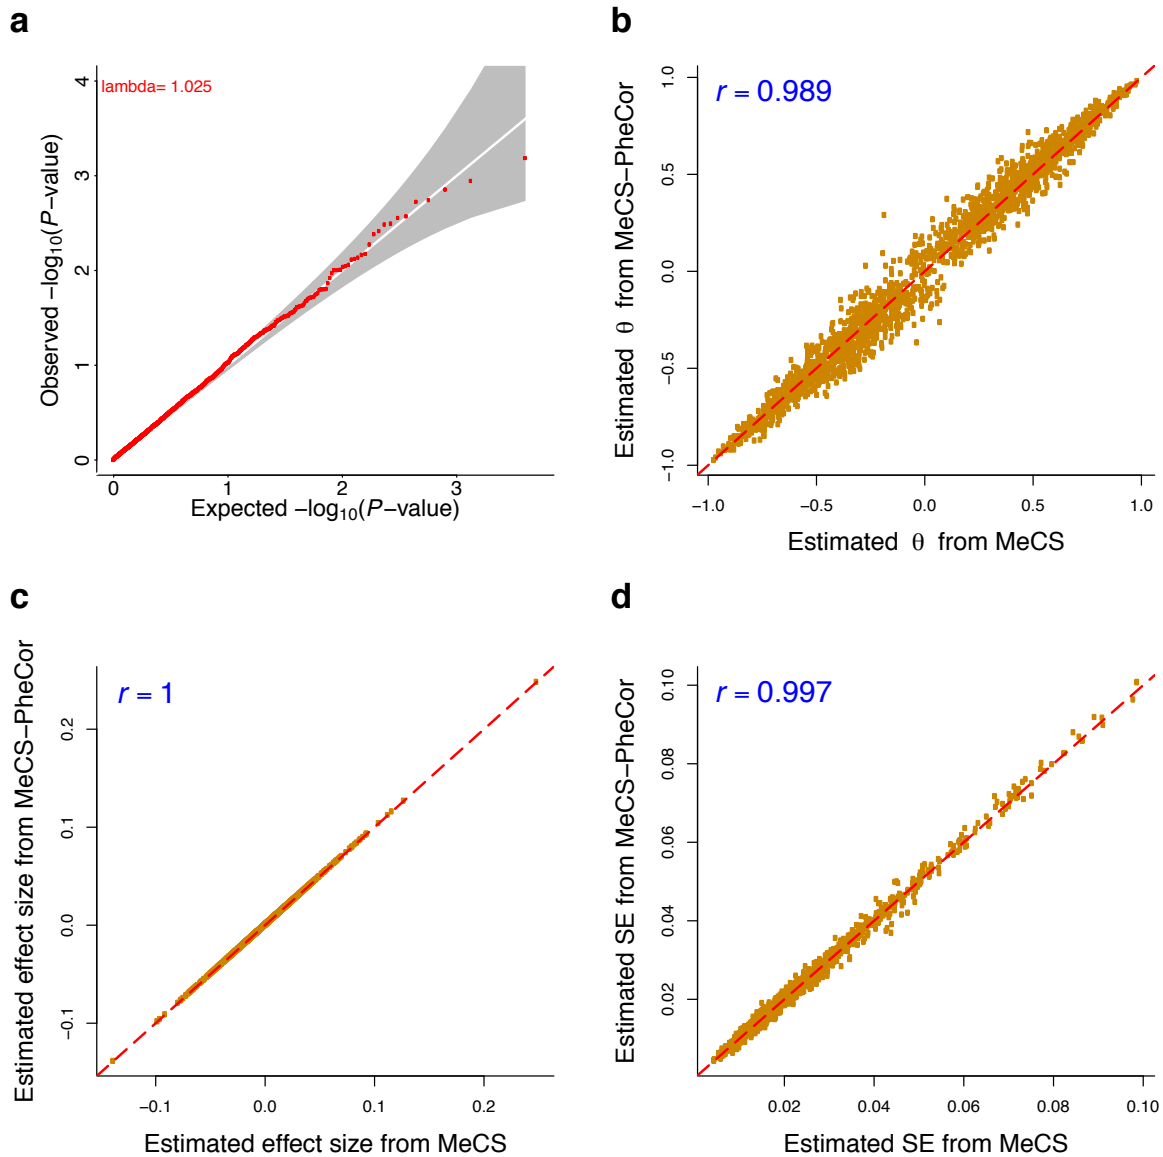 a
lambda= 1.025
Observed −log10(P−value)
0
1
2
3
4
0
1
2
3
Expected −log10(P−value)
b
r = 0.989
Estimated θ from MeCS−PheCor
−1.0
−0.5
0.0
0.5
1.0
−1.0
−0.5
0.0
0.5
1.0
Estimated θ from MeCS
c
r = 1
Estimated effect size from MeCS−PheCor
−0.1
0.0
0.1
0.2
−0.1
0.0
0.1
0.2
Estimated effect size from MeCS
d
r = 0.997
Estimated SE from MeCS−PheCor
0.02
0.04
0.06
0.08
0.10
0.02
0.04
0.06
0.08
0.10
Estimated SE from MeCS